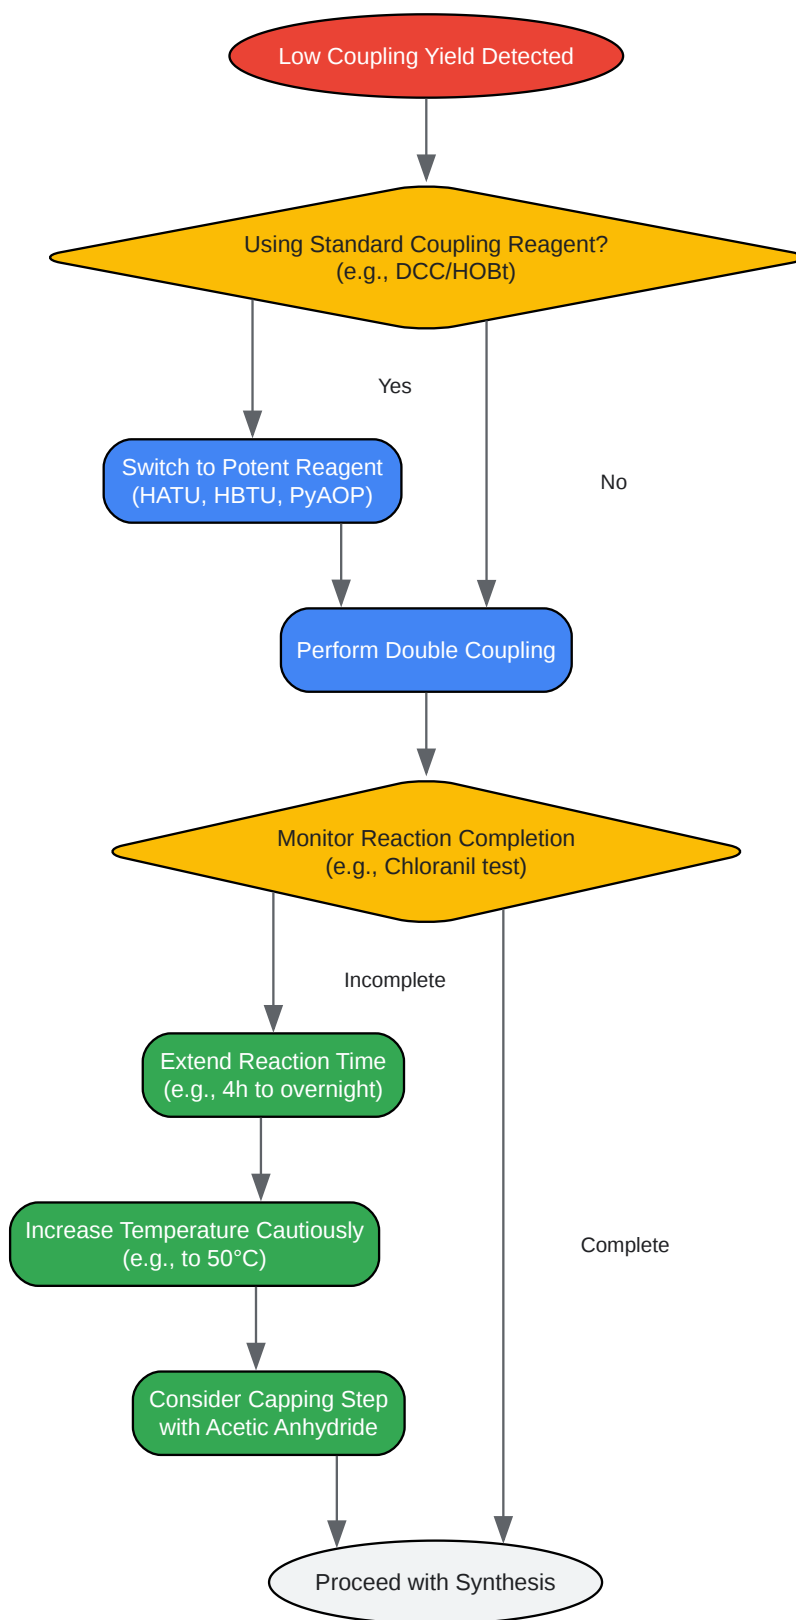 Low Coupling Yield Detected
Using Standard Coupling Reagent?
(e.g., DCC/HOBt)
Yes
Switch to Potent Reagent
(HATU, HBTU, PyAOP)
No
Perform Double Coupling
Monitor Reaction Completion
(e.g., Chloranil test)
Incomplete
Extend Reaction Time
(e.g., 4h to overnight)
Increase Temperature Cautiously
(e.g., to 50°C)
Complete
Consider Capping Step
with Acetic Anhydride
Proceed with Synthesis